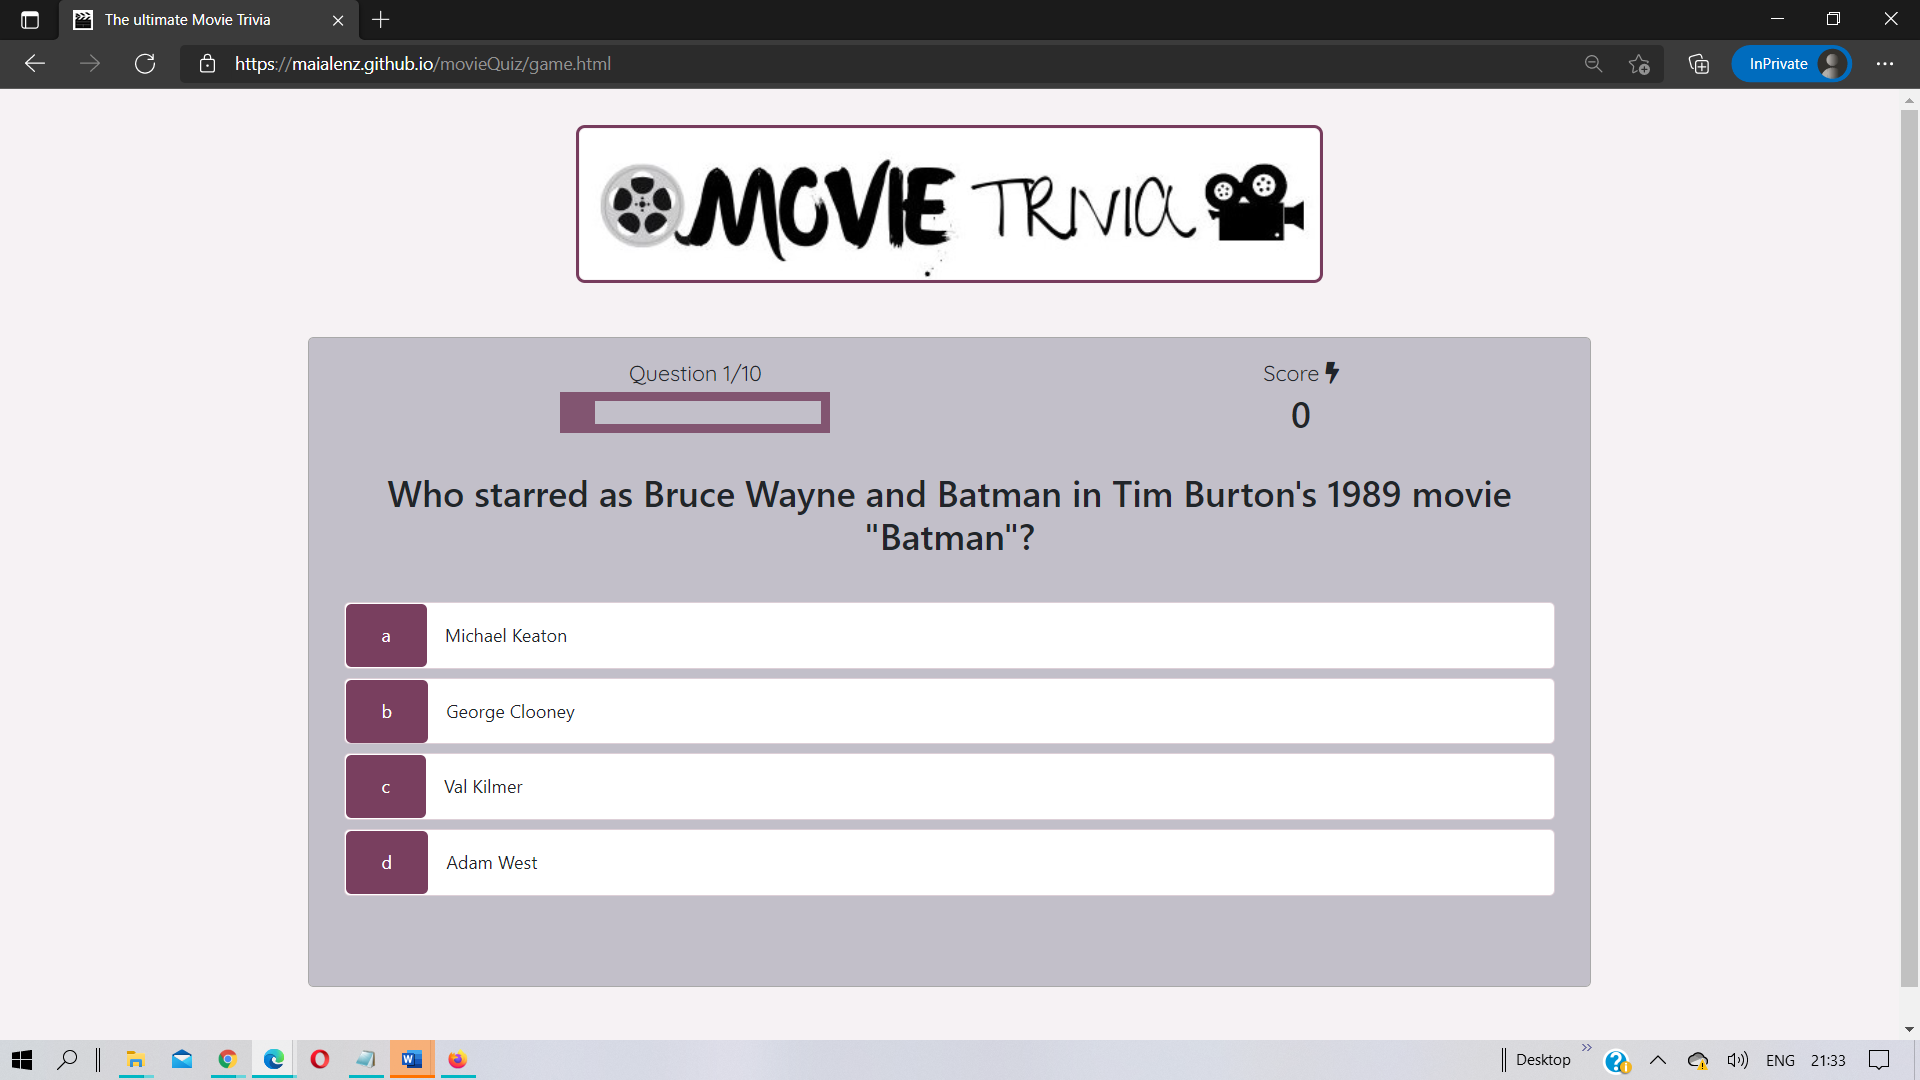 The ultimate Movie Trivia
https://maialenz.github.io/movieQuiz/game.html
InPrivate
MOVIE TRIVIA
Question 1/10
Score
0
Who starred as Bruce Wayne and Batman in Tim Burton's 1989 movie
"Batman"?
a
Michael Keaton
b
George Clooney
c
Val Kilmer
d
Adam West
Desktop
ENG
21:33